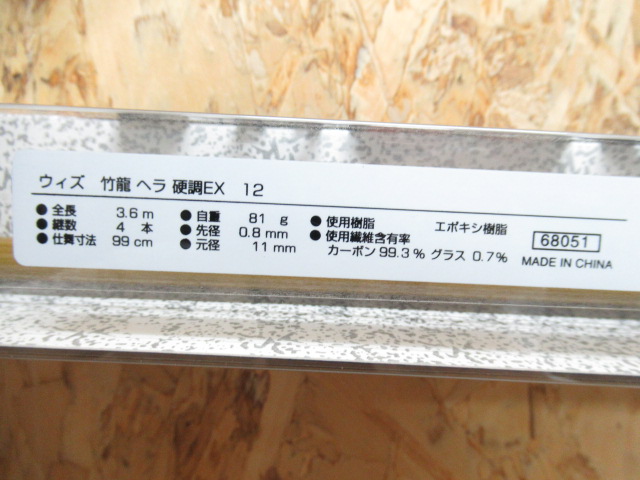 ウィズ 竹龍 ヘラ 硬調EX 12
●全長 3.6 m ●自重 81 g ●使用樹脂 エポキシ樹脂
●継数 4 本 ●先径 0.8 mm ●使用繊維含有率
●仕舞寸法 99 cm ●元径 11 mm カーボン 99.3 % グラス 0.7%
68051
MADE IN CHINA